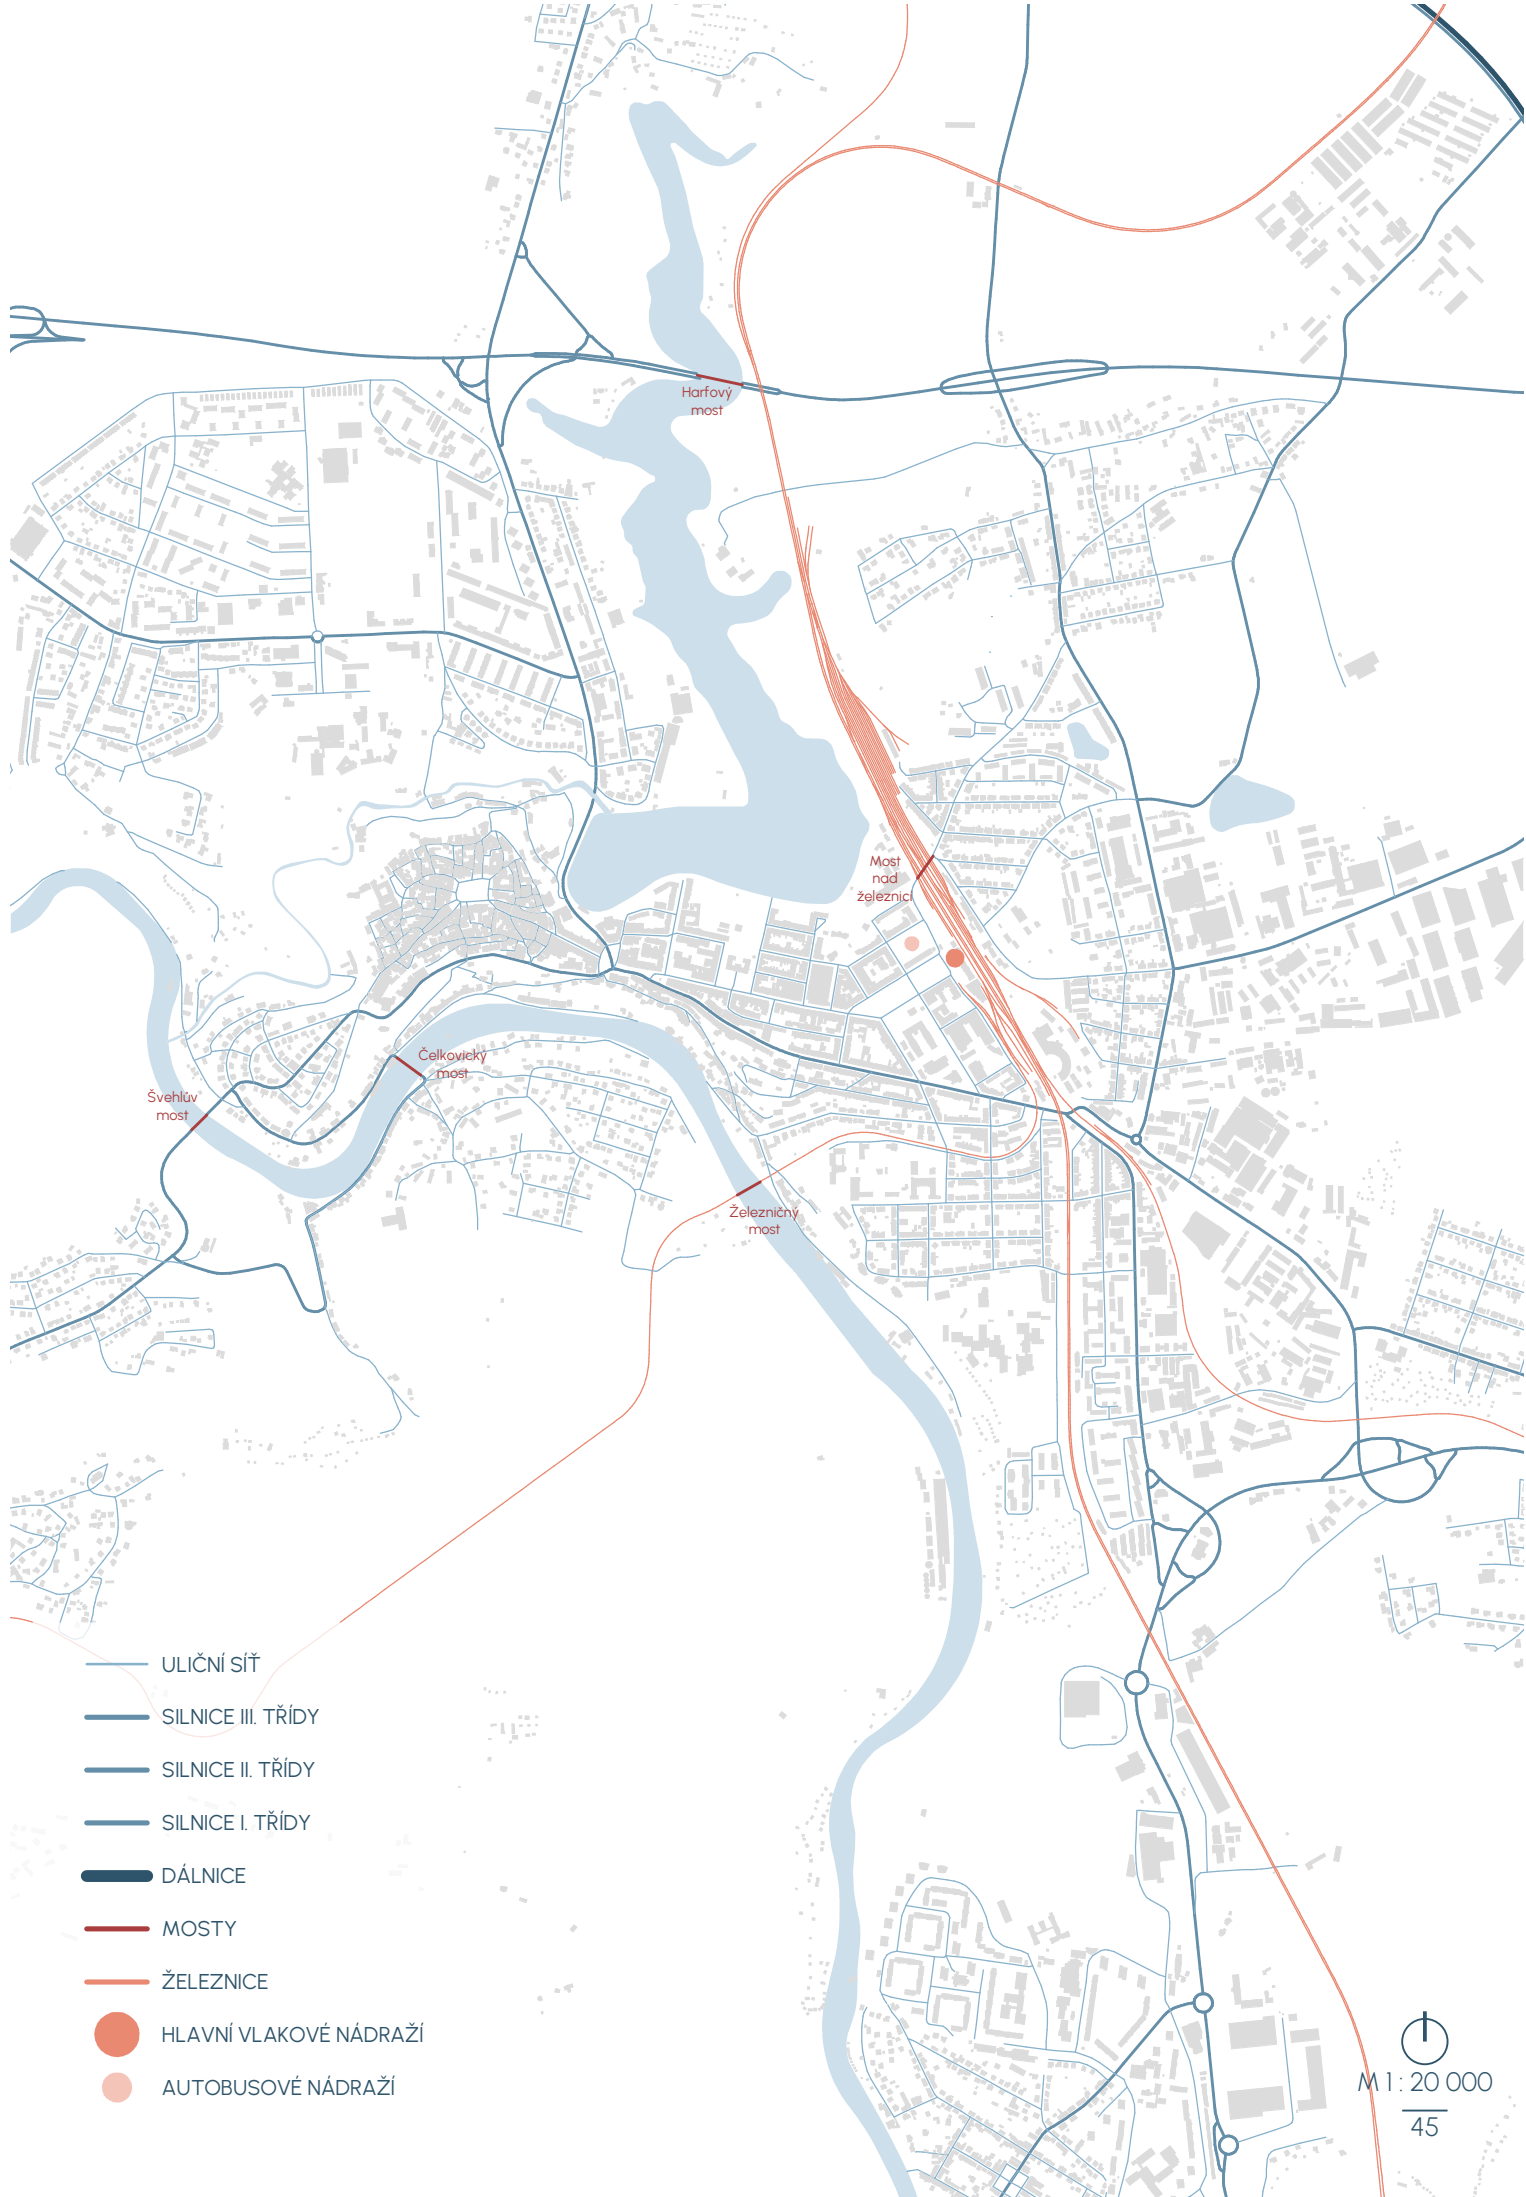 Harfový
most
Most
nad
železnicí
Čelkovický
most
Švehlův
most
Železničný
most
ULIČNÍ SÍŤ
SILNICE III. TŘÍDY
SILNICE II. TŘÍDY
SILNICE I. TŘÍDY
DÁLNICE
MOSTY
ŽELEZNICE
HLAVNÍ VLAKOVÉ NÁDRAŽÍ
AUTOBUSOVÉ NÁDRAŽÍ
M 1 : 20 000
45